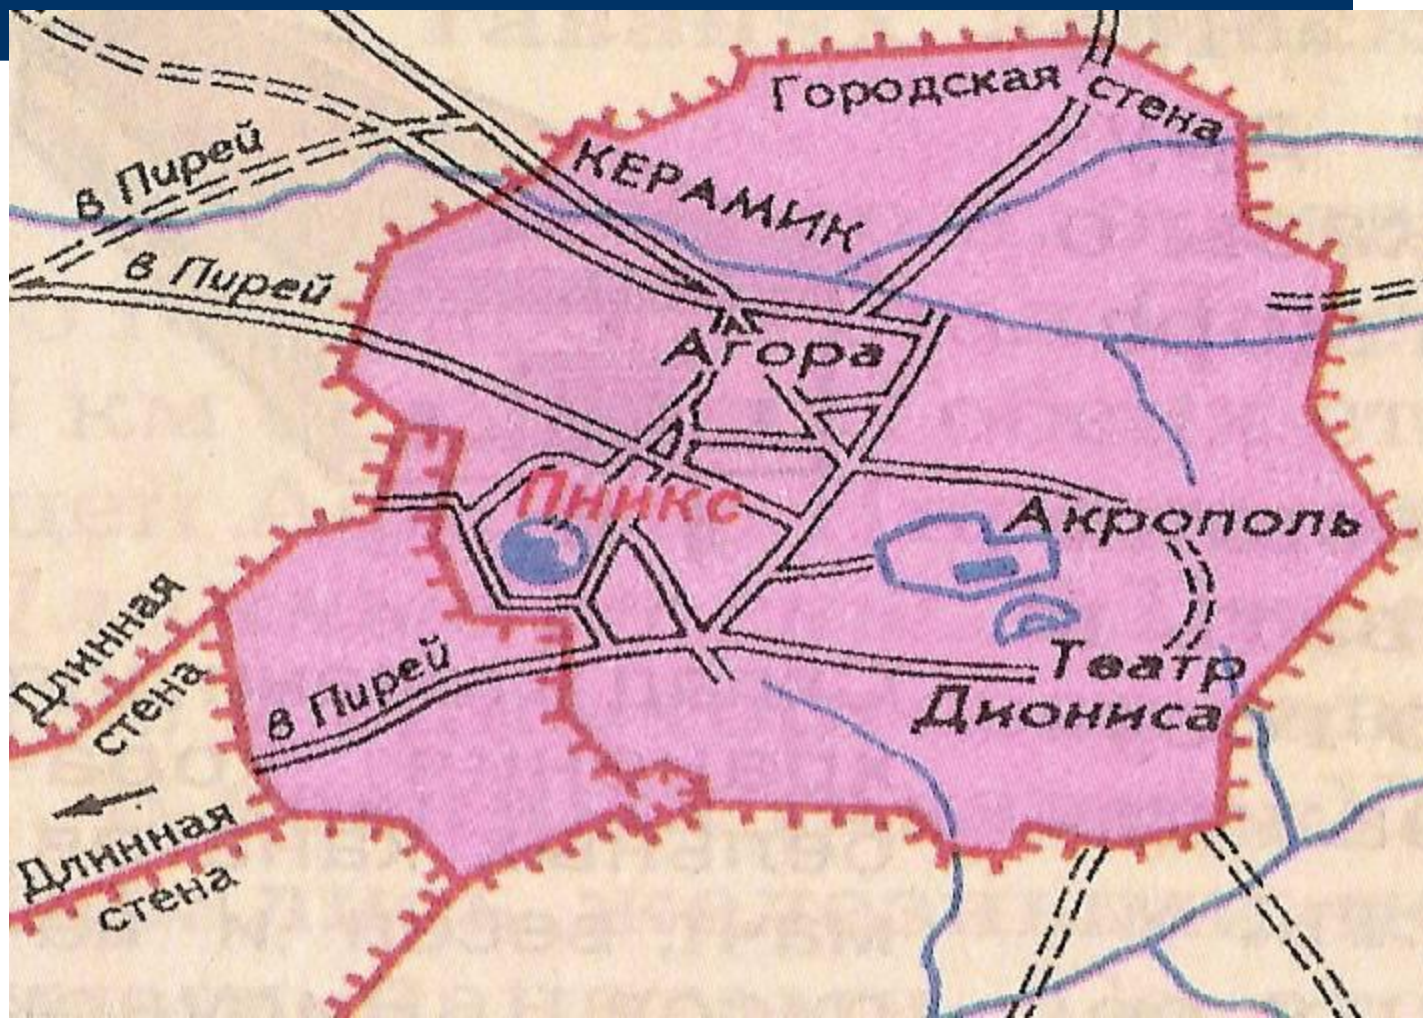 Городская стена
в Пирей
КЕРАМИК
в Пирей
Агора
Пникс
Акрополь
Длинная
стена
в Пирей
Театр
Диониса
Длинная
стена